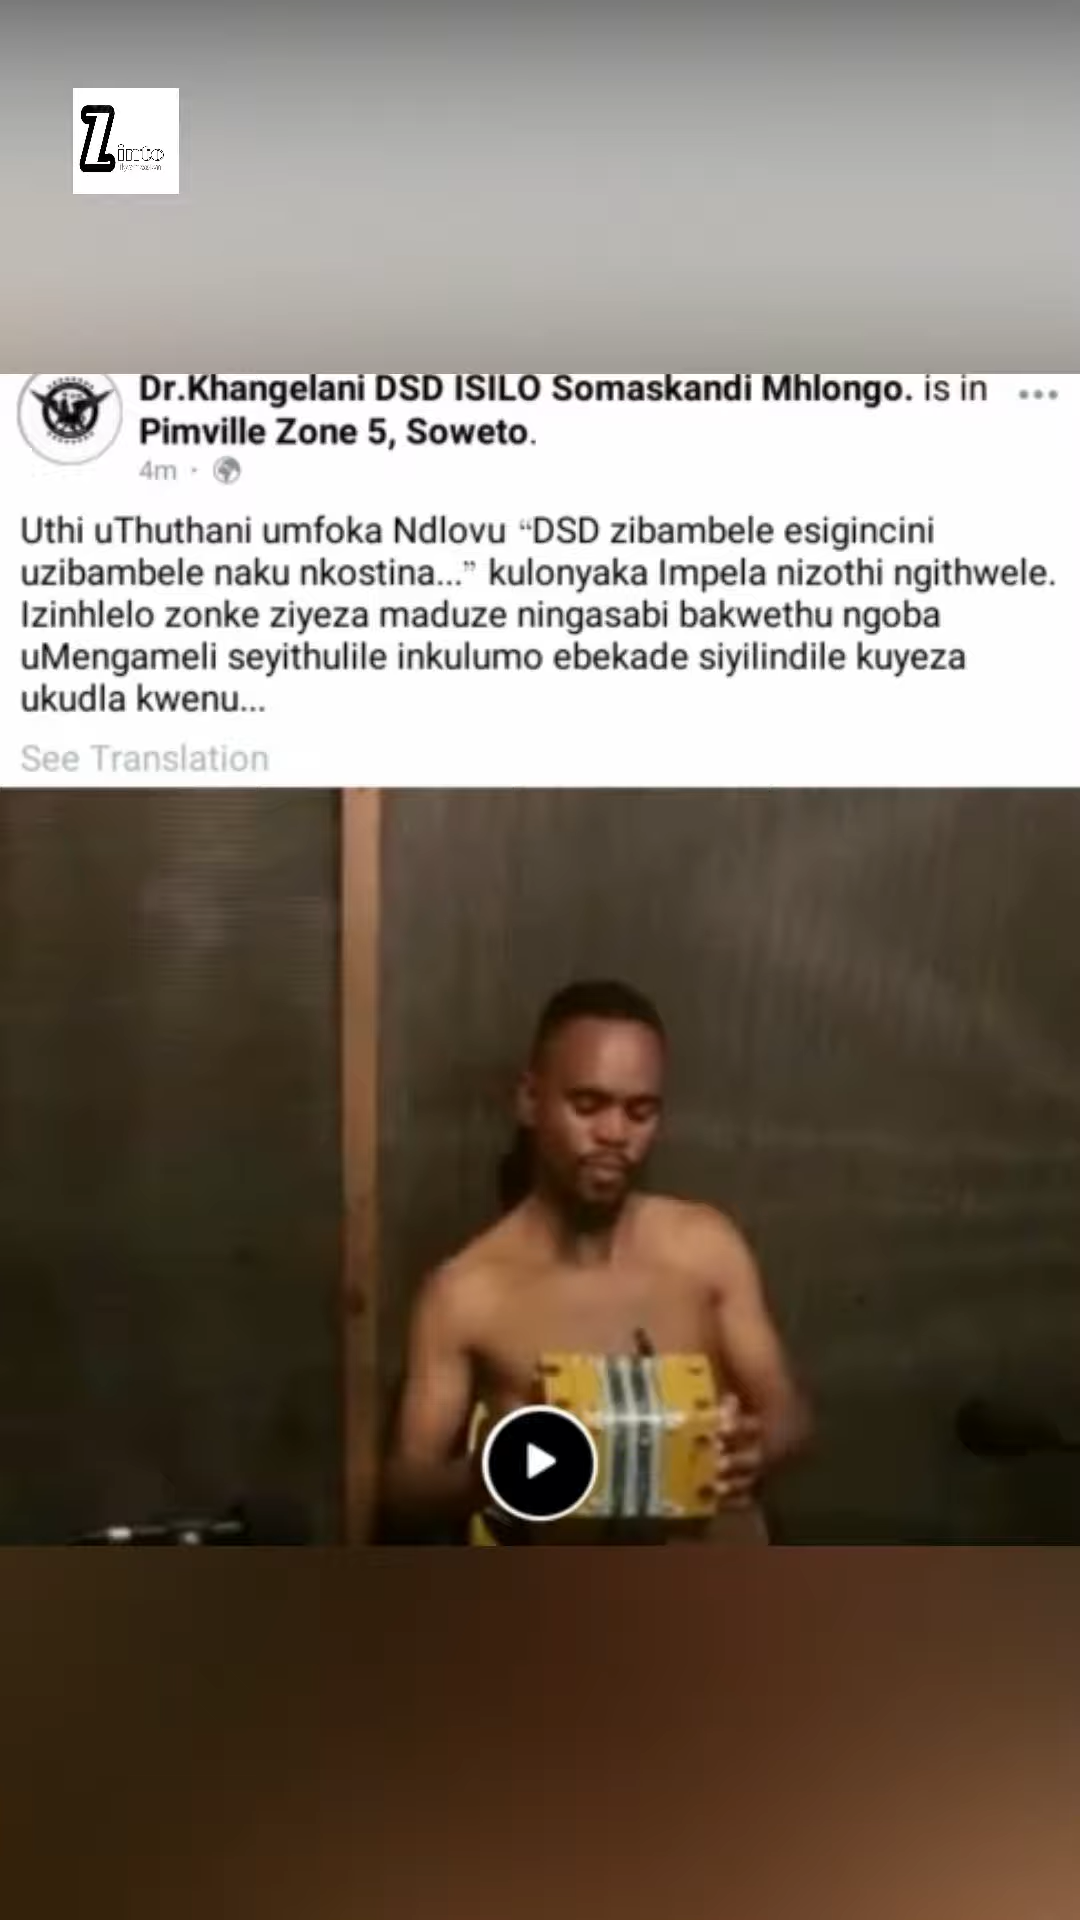 Zinto
Dr.Khangelani DSD ISILO Somaskandi Mhlongo. is in
Pimville Zone 5, Soweto.
4m ·
Uthi uThuthani umfoka Ndlovu “DSD zibambele esigincini
uzibambele naku nkostina...” kulonyaka Impela nizothi ngithwele.
Izinhlelo zonke ziyeza maduze ningasabi bakwethu ngoba
uMengameli seyithulile inkulumo ebekade siyilindile kuyeza
ukudla kwenu...
See Translation